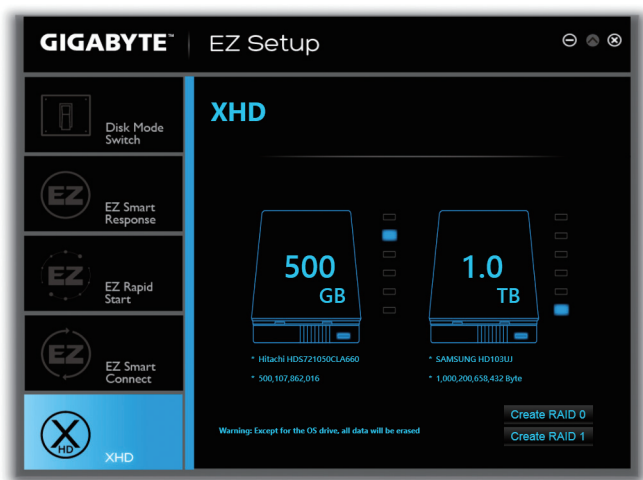 GIGABYTE™ EZ Setup
Disk Mode
Switch
EZ
EZ Smart
Response
EZ
EZ Rapid
Start
EZ
EZ Smart
Connect
X
HD
XHD
XHD
500
GB
1.0
TB
* Hitachi HDS721050CLA660
* 500,107,862,016
* SAMSUNG HD103UJ
* 1,000,200,658,432 Byte
Warning: Except for the OS drive, all data will be erased
Create RAID 0
Create RAID 1